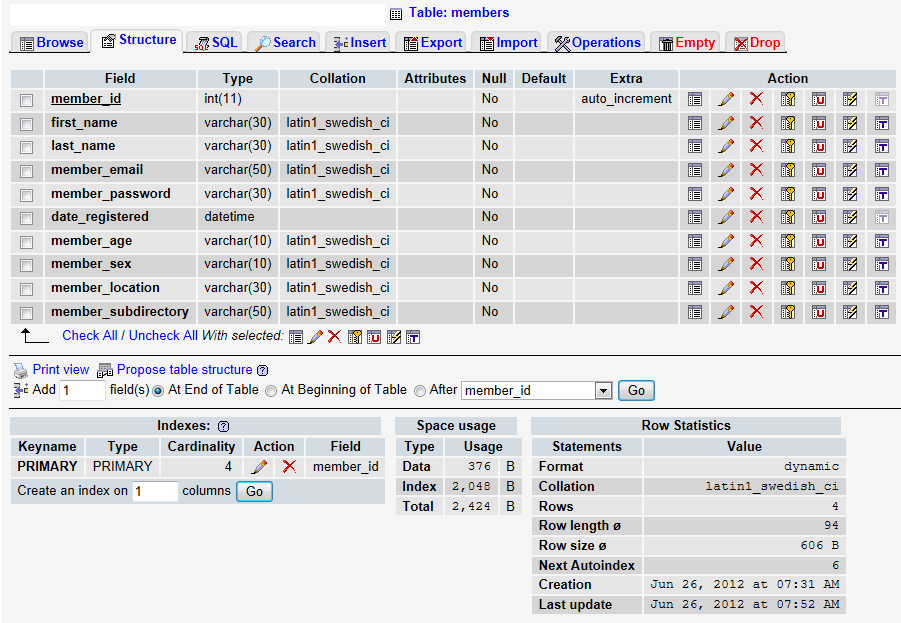 Table: members
Browse Structure SQL Search Insert Export Import Operations Empty Drop
Field Type Collation Attributes Null Default Extra Action
member_id int(11) No auto_increment
first_name varchar(30) latin1_swedish_ci No
last_name varchar(30) latin1_swedish_ci No
member_email varchar(50) latin1_swedish_ci No
member_password varchar(30) latin1_swedish_ci No
date_registered datetime No
member_age varchar(10) latin1_swedish_ci No
member_sex varchar(10) latin1_swedish_ci No
member_location varchar(30) latin1_swedish_ci No
member_subdirectory varchar(50) latin1_swedish_ci No
Check All / Uncheck All With selected:
Print view Propose table structure ?
Add 1 field(s) At End of Table At Beginning of Table After member_id Go
Indexes: ?
Keyname Type Cardinality Action Field
PRIMARY PRIMARY 4 member_id
Create an index on 1 columns Go
Space usage
Type Usage
Data 376 B
Index 2,048 B
Total 2,424 B
Row Statistics
Statements Value
Format dynamic
Collation latin1_swedish_ci
Rows 4
Row length ø 94
Row size ø 606 B
Next Autoindex 6
Creation Jun 26, 2012 at 07:31 AM
Last update Jun 26, 2012 at 07:52 AM